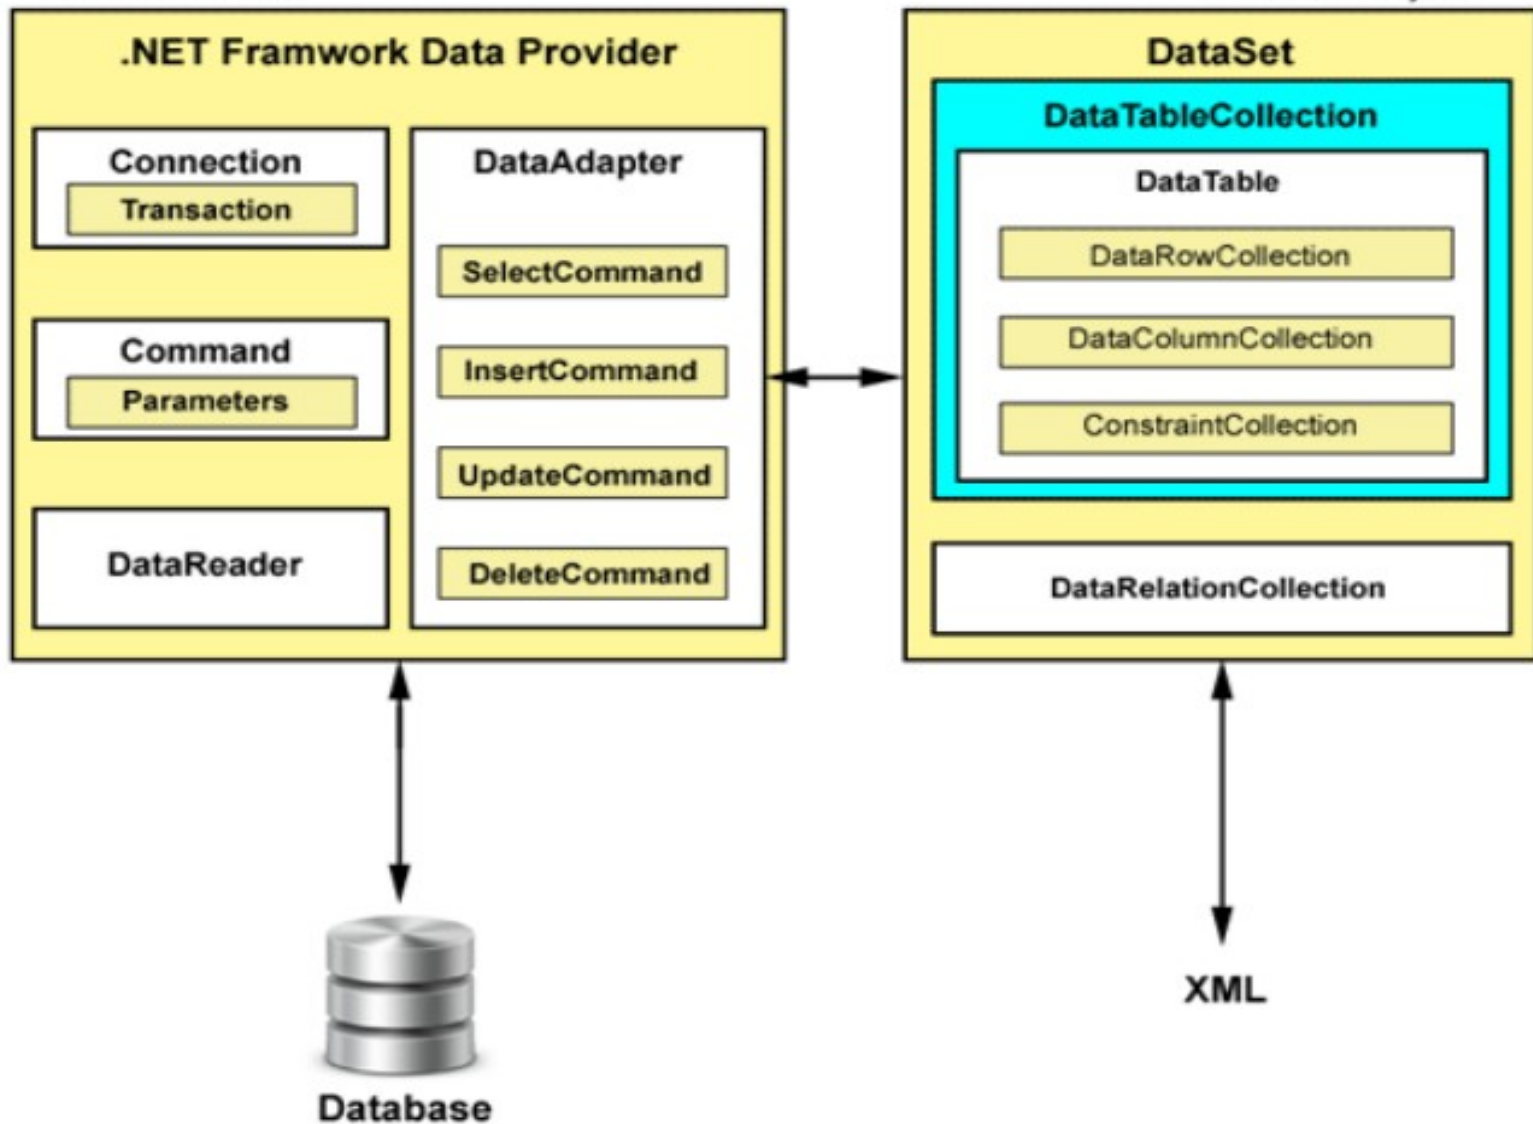 .NET Framwork Data Provider
Connection
Transaction
Command
Parameters
DataReader
DataAdapter
SelectCommand
InsertCommand
UpdateCommand
DeleteCommand
DataSet
DataTableCollection
DataTable
DataRowCollection
DataColumnCollection
ConstraintCollection
DataRelationCollection
Database
XML